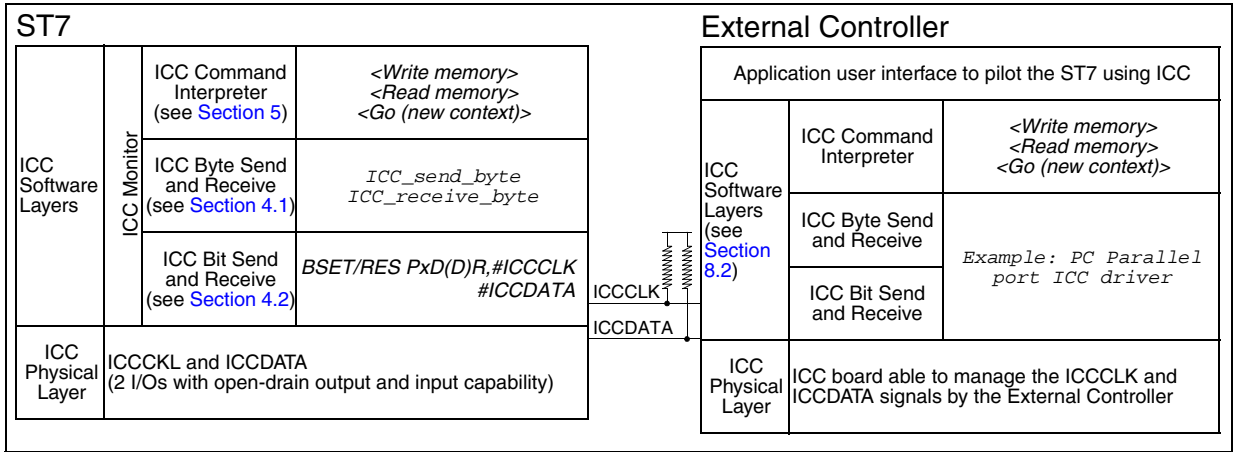 ST7
ICC
Software
Layers
ICC Monitor
ICC Command
Interpreter
(see Section 5)
<Write memory>
<Read memory>
<Go (new context)>
ICC Byte Send
and Receive
(see Section 4.1)
ICC_send_byte
ICC_receive_byte
ICC Bit Send
and Receive
(see Section 4.2)
BSET/RES PxD(D)R,#ICCCLK
#ICCDATA
ICC
Physical
Layer
ICCCKL and ICCDATA
(2 I/Os with open-drain output and input capability)
ICCCLK
ICCDATA
External Controller
Application user interface to pilot the ST7 using ICC
ICC
Software
Layers
(see
Section
8.2)
ICC Command
Interpreter
<Write memory>
<Read memory>
<Go (new context)>
ICC Byte Send
and Receive
ICC Bit Send
and Receive
Example: PC Parallel
port ICC driver
ICC
Physical
Layer
ICC board able to manage the ICCCLK and
ICCDATA signals by the External Controller